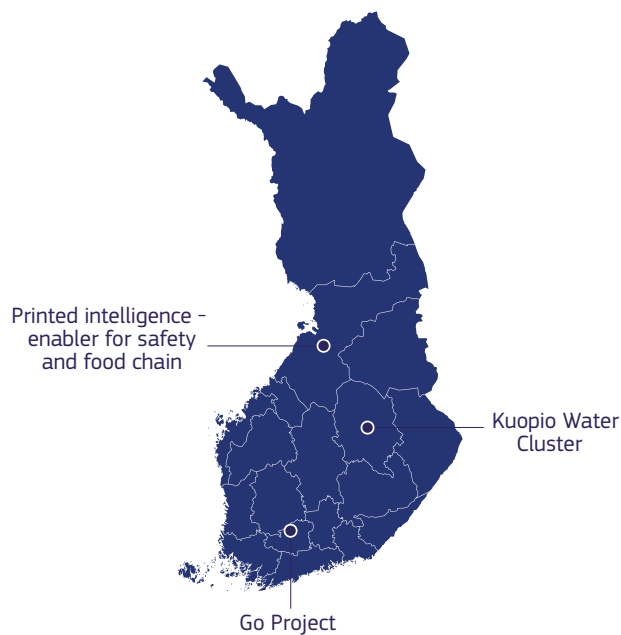 Printed intelligence -
enabler for safety
and food chain
Kuopio Water
Cluster
Go Project